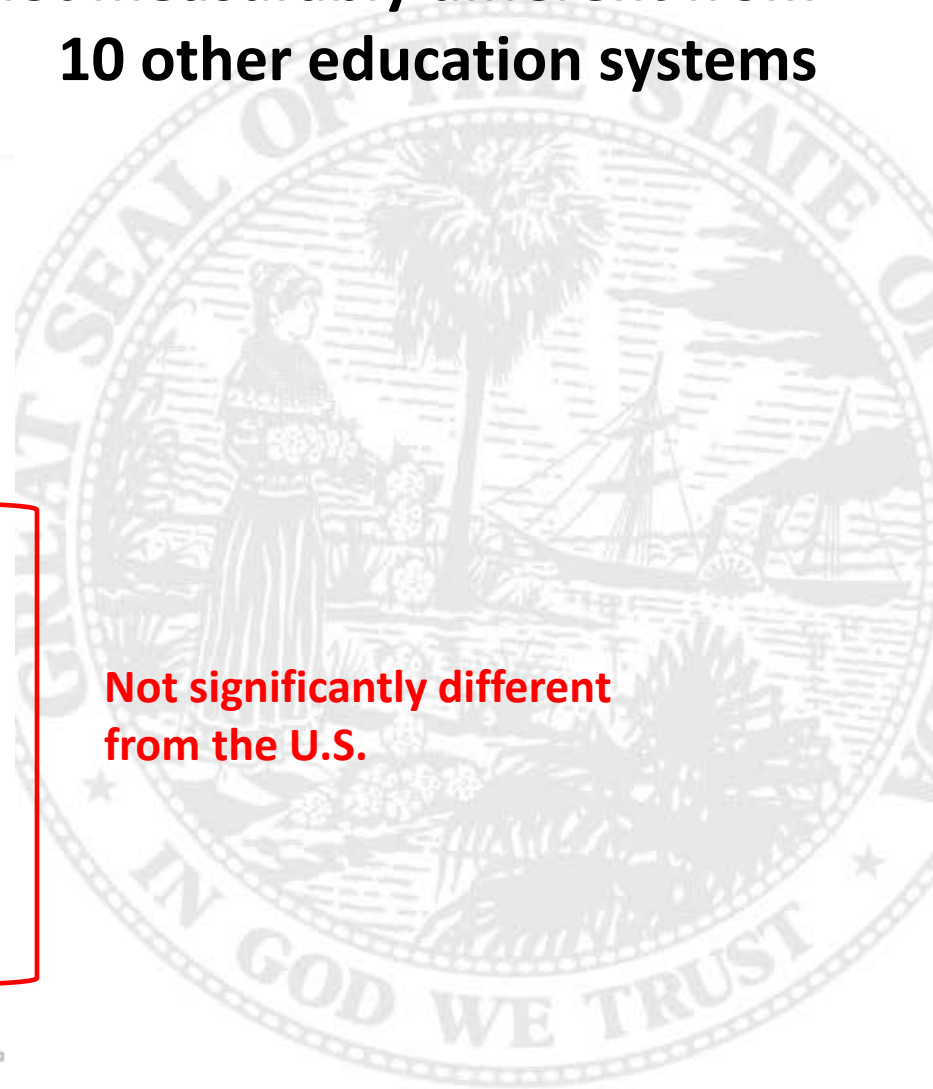 10 other education systems
GREAT SEAL OF THE STATE OF
Not significantly different
from the U.S.
IN GOD WE TRUST